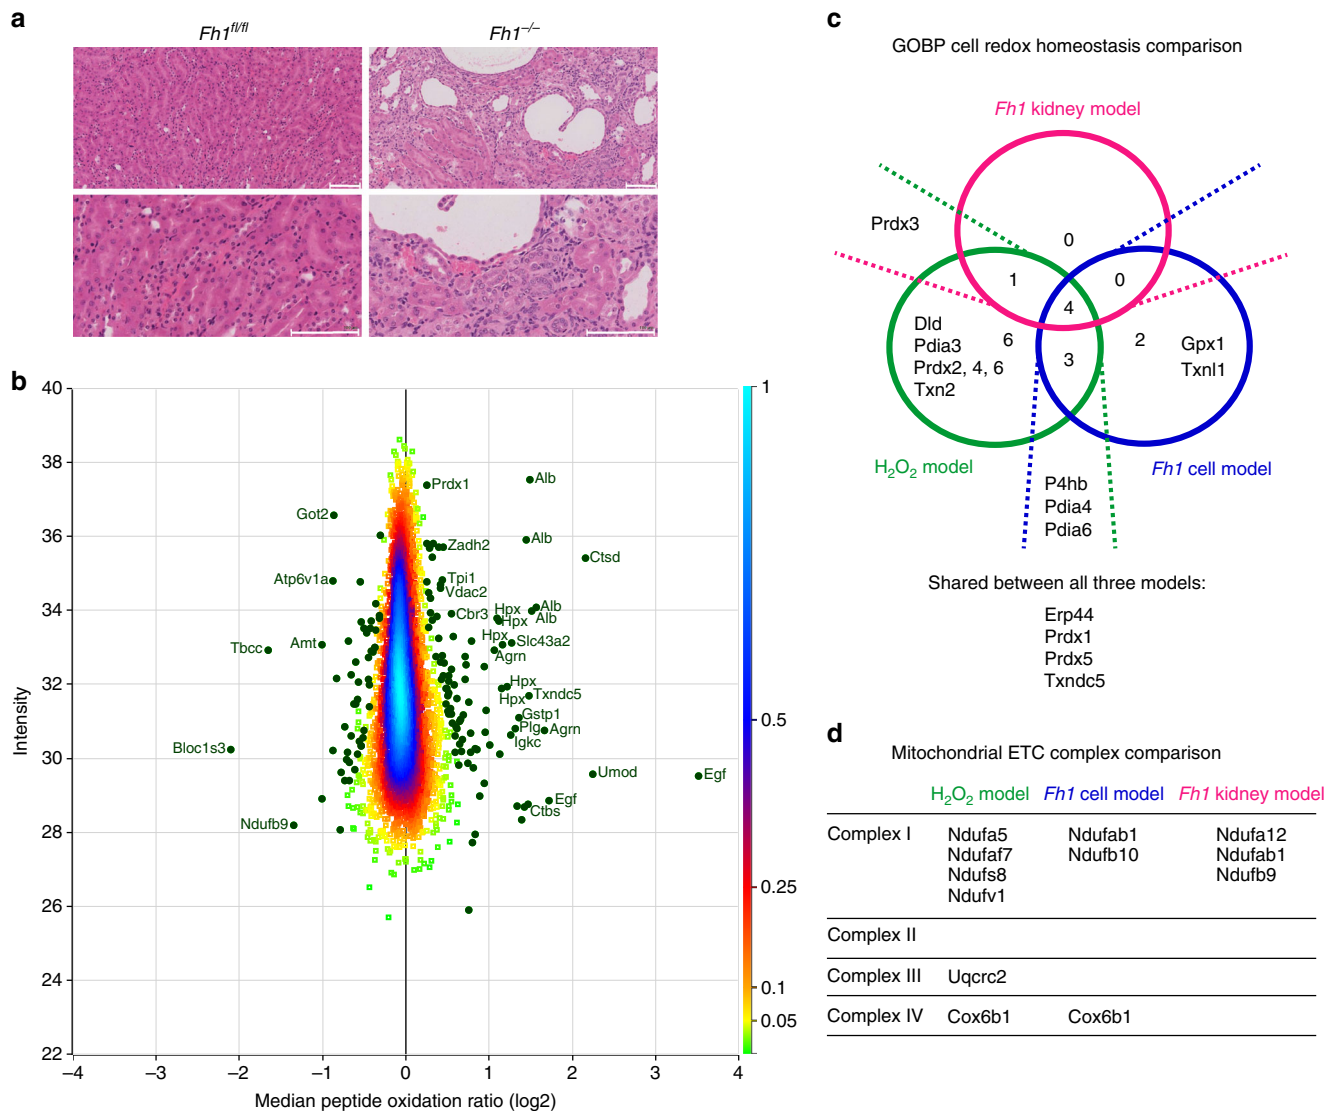 a
Fh1fl/fl
Fh1–/–
b
40
38
36
34
32
30
28
26
24
22
–4
–3
–2
–1
0
1
2
3
4
Intensity
Median peptide oxidation ratio (log2)
Prdx1
Alb
Got2
Alb
Zadh2
Ctsd
Atp6v1a
Tpi1
Vdac2
Cbr3
Hpx
Alb
Hpx
Alb
Tbcc
Amt
Hpx
Slc43a2
Agrn
Hpx
Hpx
Txndc5
Gstp1
Plg
Agrn
Igkc
Bloc1s3
Umod
Egf
Egf
Ctbs
Ndufb9
1
0.5
0.25
0.1
0.05
c
GOBP cell redox homeostasis comparison
Fh1 kidney model
Prdx3
0
1
0
4
Dld
Pdia3
Prdx2, 4, 6
Txn2
6
3
2
Gpx1
Txnl1
H2O2 model
Fh1 cell model
P4hb
Pdia4
Pdia6
Shared between all three models:
Erp44
Prdx1
Prdx5
Txndc5
d
Mitochondrial ETC complex comparison
H2O2 model Fh1 cell model Fh1 kidney model
Complex I Ndufa5 Ndufab1 Ndufa12
Ndufaf7 Ndufb10 Ndufab1
Ndufs8 Ndufb9
Ndufv1
Complex II
Complex III Uqcrc2
Complex IV Cox6b1 Cox6b1